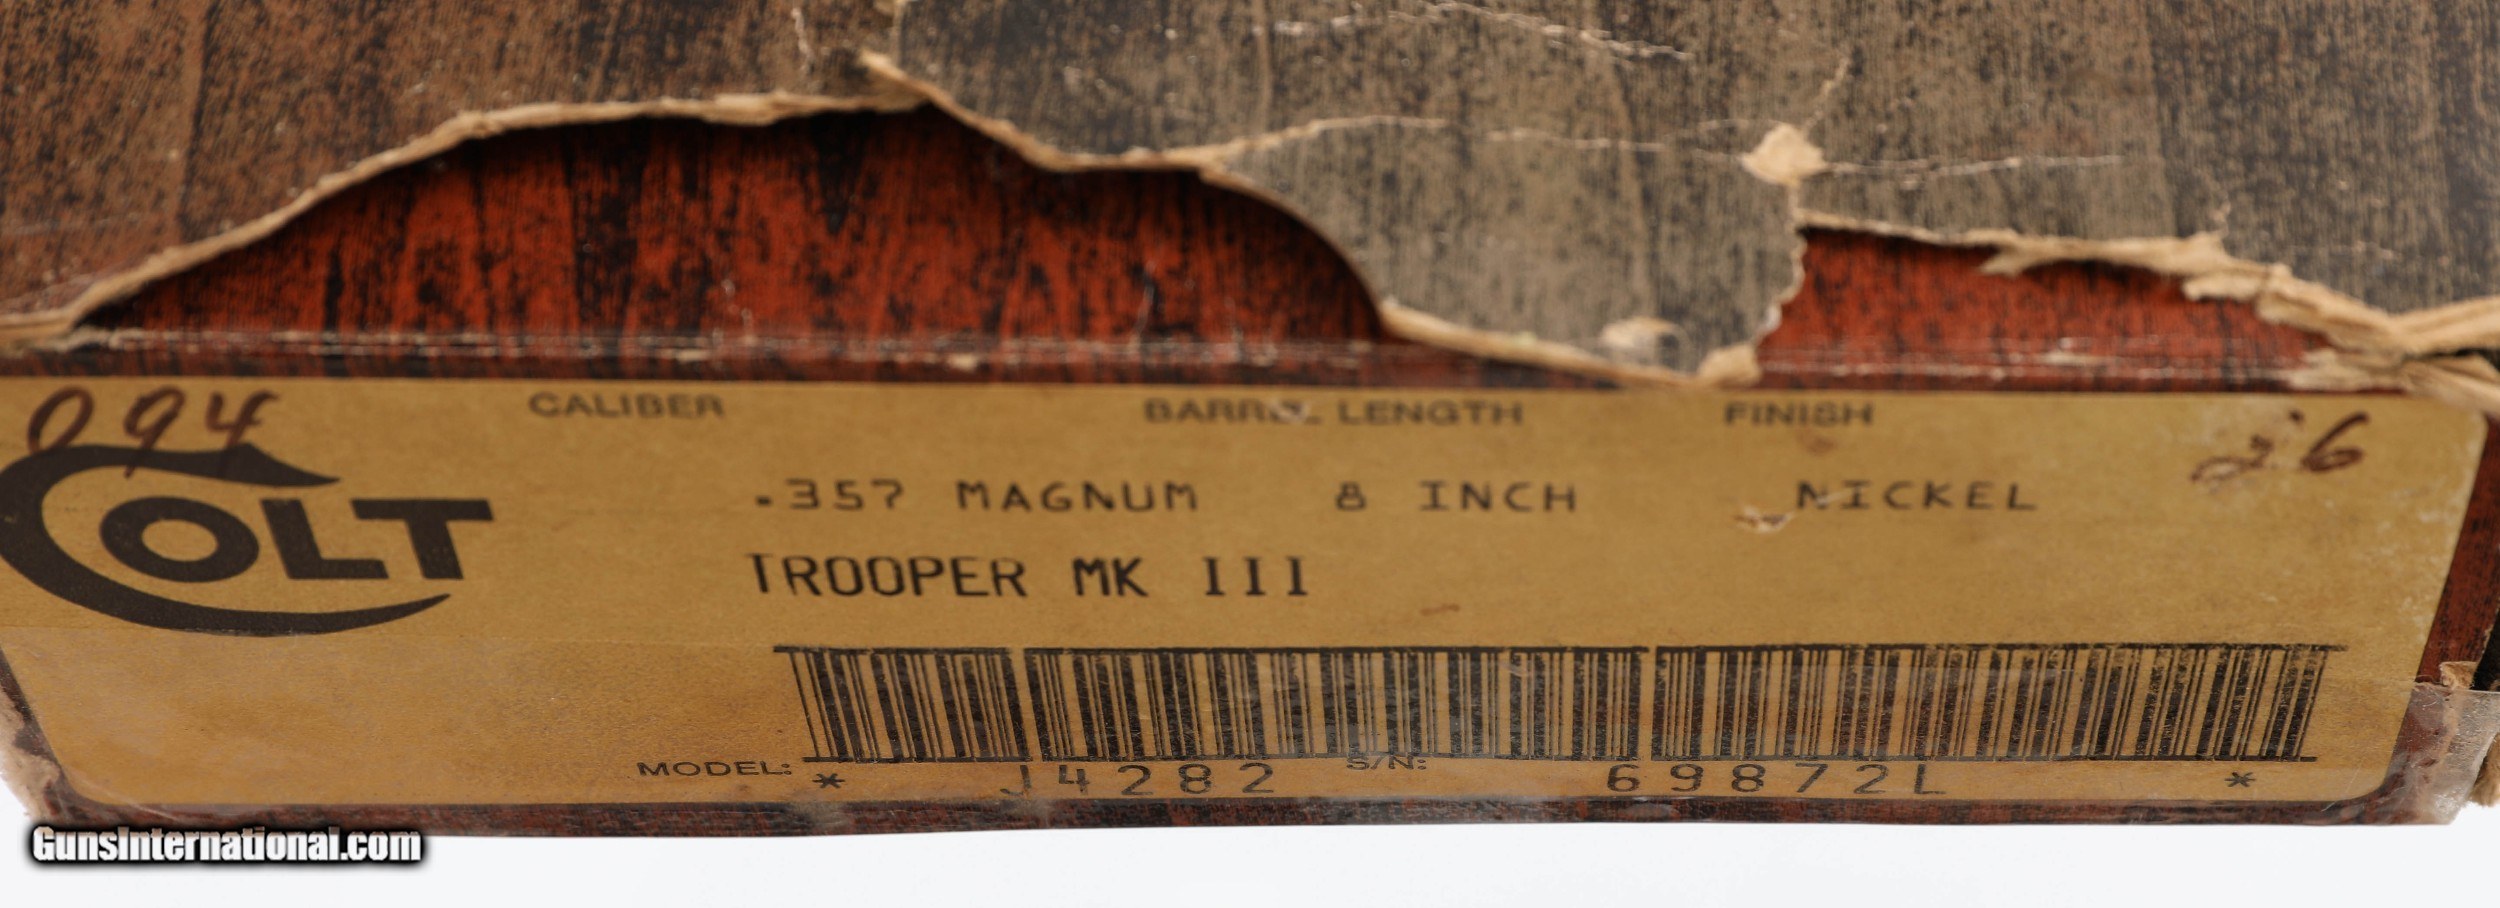 094
COLT
CALIBER BARREL LENGTH FINISH
26
.357 MAGNUM 8 INCH NICKEL
TROOPER MK III
MODEL: * J4282 S/N: 69872L *
GunsInternational.com